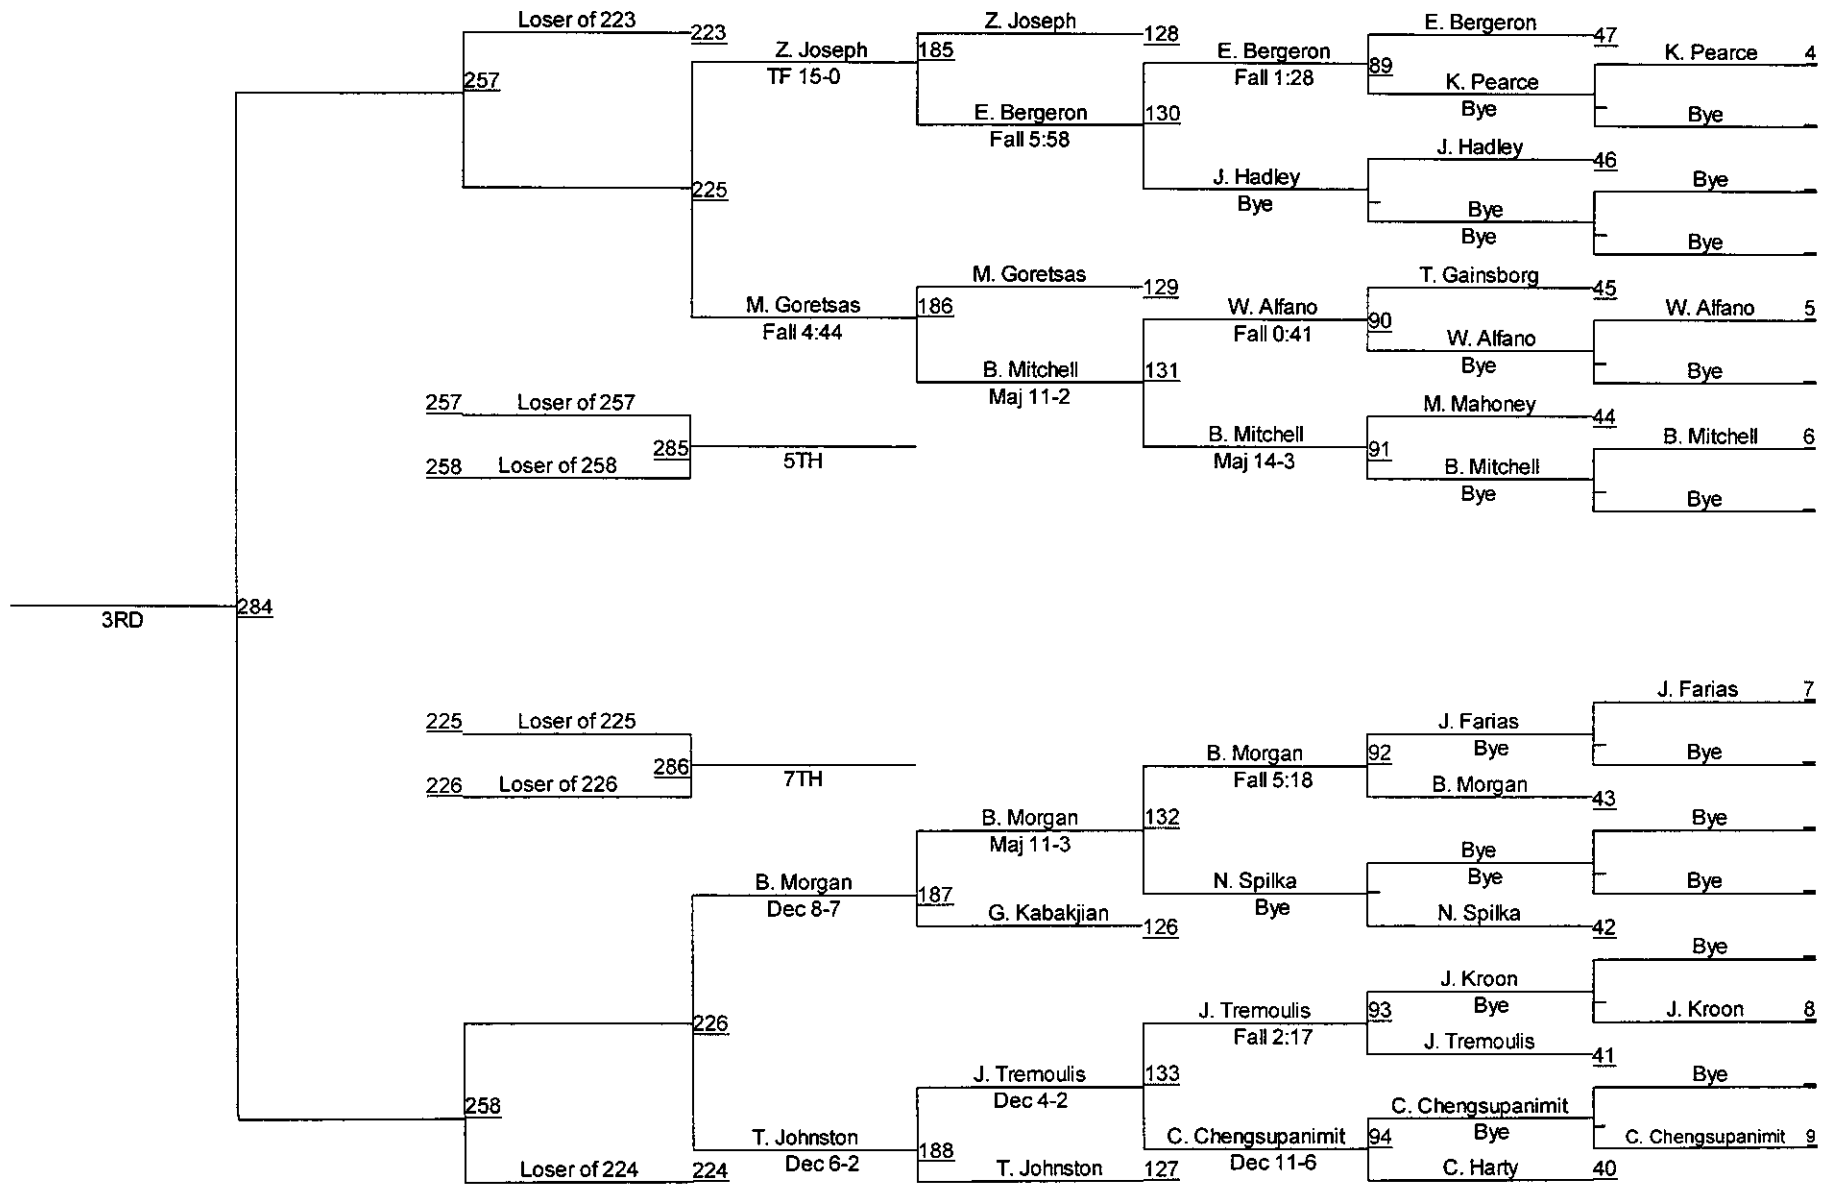 Loser of 223
223
Z. Joseph
128
E. Bergeron
47
K. Pearce 4
Z. Joseph
185
TF 15-0
E. Bergeron
Fall 1:28
89
K. Pearce
Bye
Bye
257
E. Bergeron
Fall 5:58
130
J. Hadley
46
225
J. Hadley
Bye
Bye
Bye
Bye
Bye
M. Goretsas
129
T. Gainsborg
45
M. Goretsas
Fall 4:44
186
W. Alfano
Fall 0:41
90
W. Alfano 5
W. Alfano
Bye
Bye
B. Mitchell
Maj 11-2
131
257 Loser of 257
285
5TH
258 Loser of 258
M. Mahoney
44
B. Mitchell
Maj 14-3
91
B. Mitchell 6
B. Mitchell
Bye
Bye
3RD
284
J. Farias 7
225 Loser of 225
286
7TH
226 Loser of 226
J. Farias
Bye
Bye
B. Morgan
Fall 5:18
92
B. Morgan
43
B. Morgan
Maj 11-3
132
Bye
Bye
Bye
Bye
B. Morgan
Dec 8-7
187
N. Spilka
Bye
G. Kabakjian
126
N. Spilka
42
Bye
226
J. Kroon
Bye
J. Kroon 8
J. Tremoulis
Fall 2:17
93
J. Tremoulis
41
J. Tremoulis
Dec 4-2
133
Bye
258
C. Chengsupanimit
Bye
C. Chengsupanimit 9
T. Johnston
Dec 6-2
188
C. Chengsupanimit
Dec 11-6
94
Loser of 224
224
T. Johnston
127
C. Harty
40